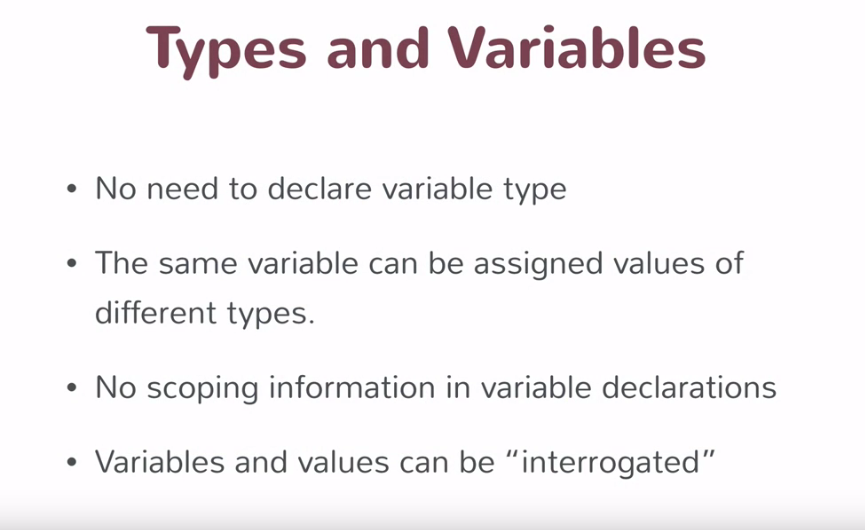 Types and Variables
• No need to declare variable type
• The same variable can be assigned values of
different types.
• No scoping information in variable declarations
• Variables and values can be “interrogated”